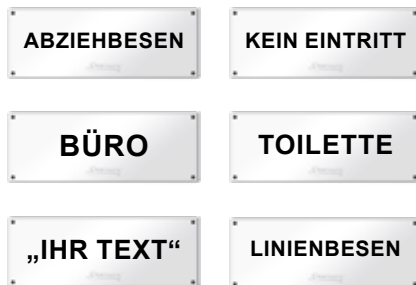 ABZIEHBESEN
KEIN EINTRITT
BÜRO
TOILETTE
„IHR TEXT“
LINIENBESEN